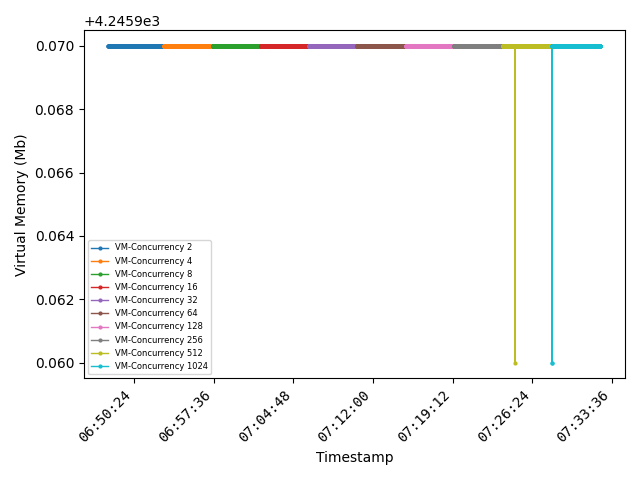 +4.2459e3
0.070
0.068
0.066
0.064
0.062
0.060
Virtual Memory (Mb)
VM-Concurrency 2
VM-Concurrency 4
VM-Concurrency 8
VM-Concurrency 16
VM-Concurrency 32
VM-Concurrency 64
VM-Concurrency 128
VM-Concurrency 256
VM-Concurrency 512
VM-Concurrency 1024
06:50:24
06:57:36
07:04:48
07:12:00
07:19:12
07:26:24
07:33:36
Timestamp